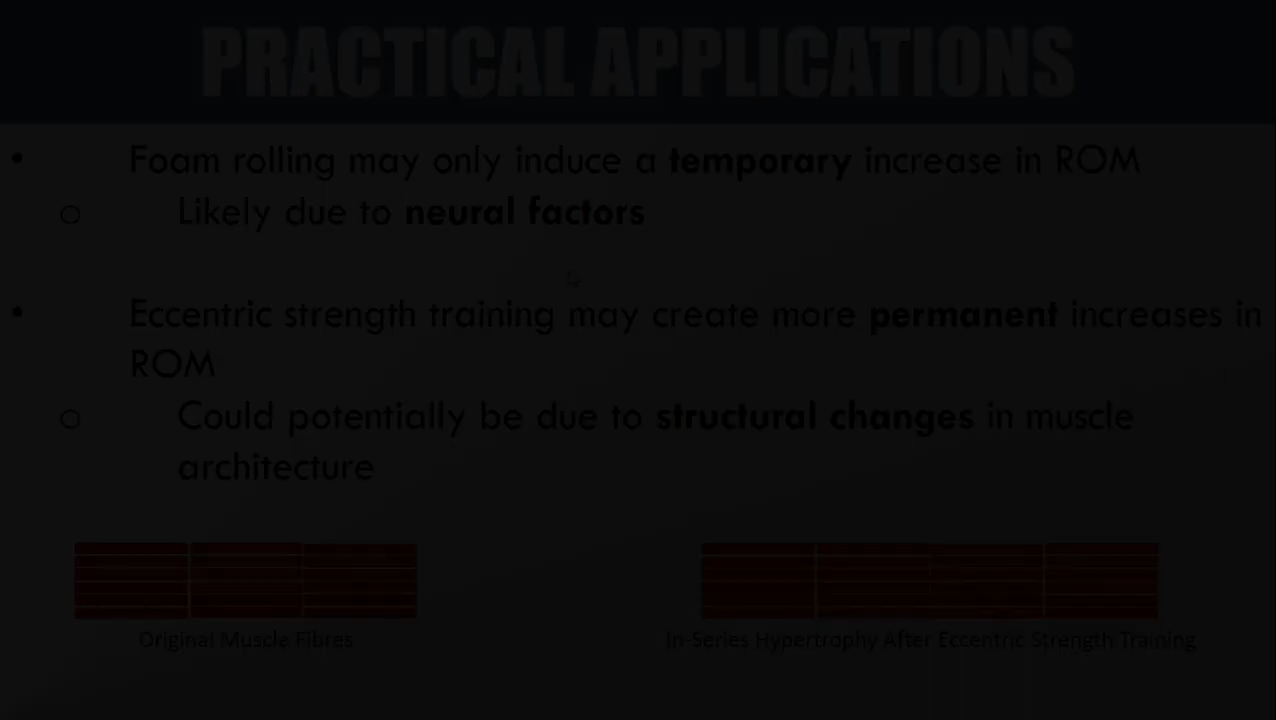 PRACTICAL APPLICATIONS
• Foam rolling may only induce a temporary increase in ROM
o Likely due to neural factors
• Eccentric strength training may create more permanent increases in
ROM
o Could potentially be due to structural changes in muscle
architecture
Original Muscle Fibres
In-Series Hypertrophy After Eccentric Strength Training